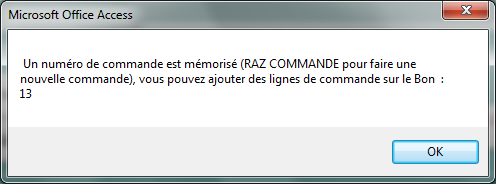 Microsoft Office Access
Un numéro de commande est mémorisé (RAZ COMMANDE pour faire une
nouvelle commande), vous pouvez ajouter des lignes de commande sur le Bon :
13
OK